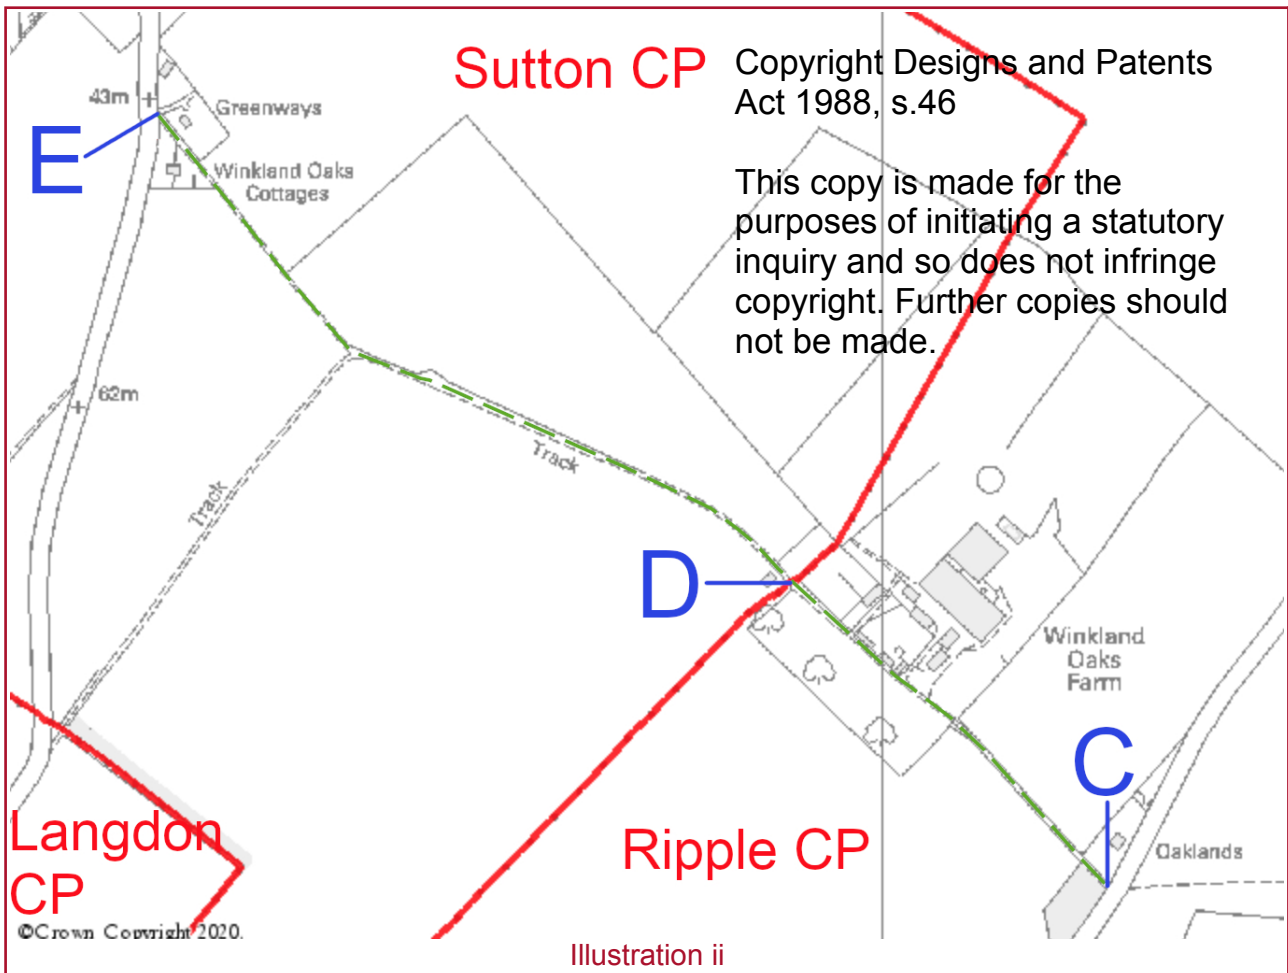 Sutton CP
Copyright Designs and Patents
Act 1988, s.46
This copy is made for the
purposes of initiating a statutory
inquiry and so does not infringe
copyright. Further copies should
not be made.
43m
Greenways
E
Winkland Oaks
Cottages
62m
Track
Track
D
Winkland
Oaks
Farm
C
Langdon
CP
Ripple CP
Oaklands
©Crown Copyright 2020.
Illustration ii